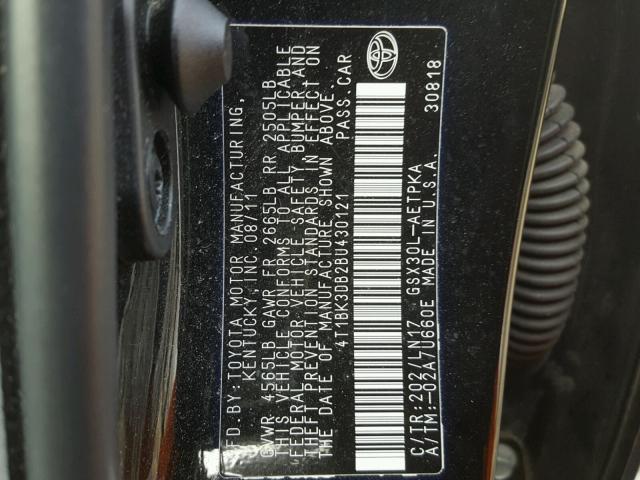 MFD. BY: TOYOTA MOTOR MANUFACTURING,
KENTUCKY, INC. 08/11
GVWR 4565LB GAWR FR 2665LB RR 2505LB
THIS VEHICLE CONFORMS TO ALL APPLICABLE
FEDERAL MOTOR VEHICLE SAFETY, BUMPER, AND
THEFT PREVENTION STANDARDS IN EFFECT ON
THE DATE OF MANUFACTURE SHOWN ABOVE.
4T1BK3DB2BU430121 PASS. CAR
C/TR: 202/LN17 GSX30L-AETPKA
A/TM: -02A/U660E MADE IN U.S.A. 30818